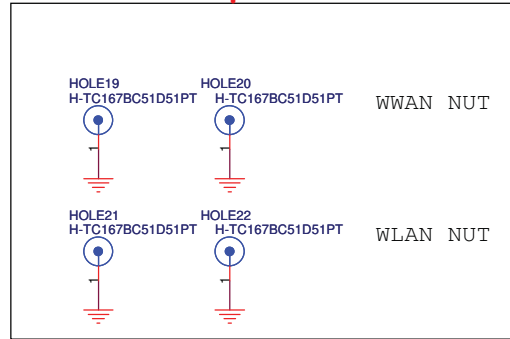 HOLE19 HOLE20
H-TC167BC51D51PT H-TC167BC51D51PT WWAN NUT
1 1
HOLE21 HOLE22
H-TC167BC51D51PT H-TC167BC51D51PT WLAN NUT
1 1